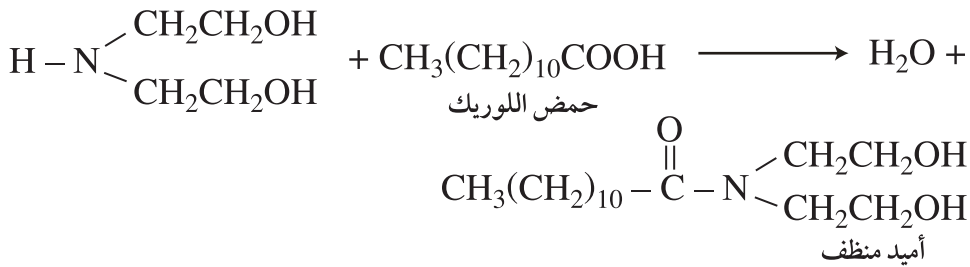 CH₂CH₂OH
H – N
CH₂CH₂OH
+ CH₃(CH₂)₁₀COOH ⟶ H₂O +
حمض اللوريك
O
CH₃(CH₂)₁₀ – C – N
CH₂CH₂OH
CH₂CH₂OH
أميد منظف